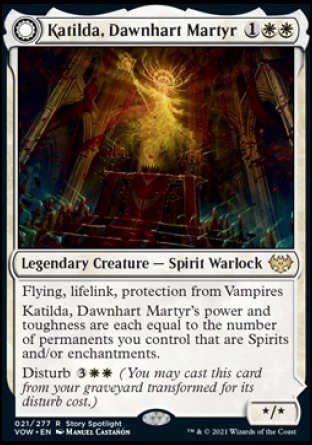 Katilda, Dawnhart Martyr 1
Legendary Creature — Spirit Warlock
Flying, lifelink, protection from Vampires
Katilda, Dawnhart Martyr's power and
toughness are each equal to the number
of permanents you control that are Spirits
and/or enchantments.
Disturb 3 (You may cast this
card from your graveyard transformed for its
disturb cost.)
*/*
021/277 R Story Spotlight
VOW • EN MANUEL CASTAÑÓN
™ & © 2021 Wizards of the Coast